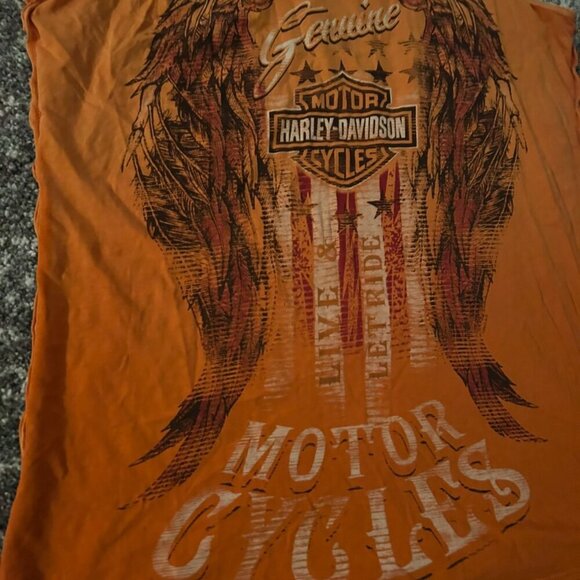 Genuine
MOTOR
HARLEY-DAVIDSON
CYCLES
LIVE &
LET RIDE
MOTOR
CYCLES